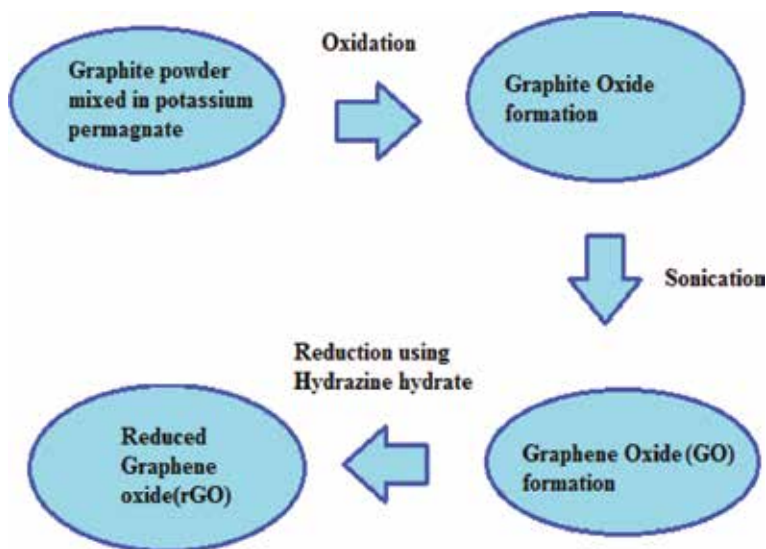 Graphite powder
mixed in potassium
permagnate
Oxidation
Graphite Oxide
formation
Sonication
Graphene Oxide (GO)
formation
Reduction using
Hydrazine hydrate
Reduced
Graphene
oxide(rGO)